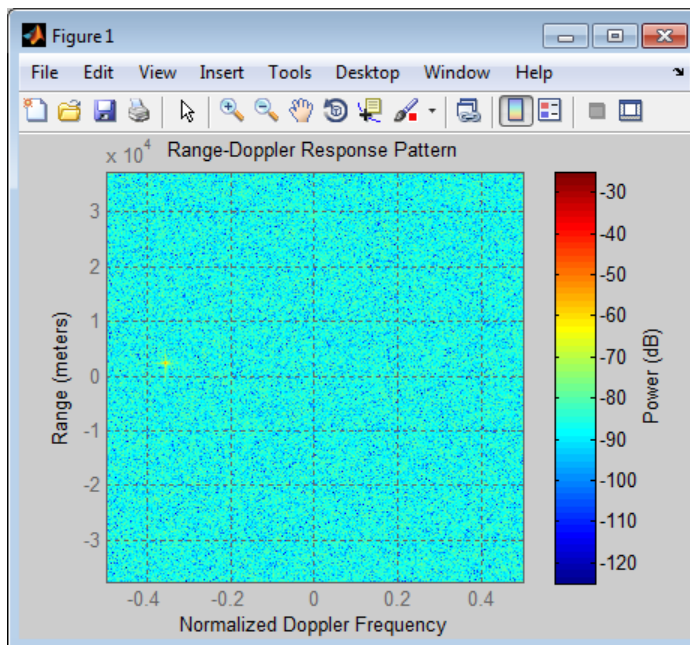 Figure 1
File Edit View Insert Tools Desktop Window Help
x 10^4 Range-Doppler Response Pattern
3
2
1
0
-1
-2
-3
Range (meters)
-0.4 -0.2 0 0.2 0.4
Normalized Doppler Frequency
-30
-40
-50
-60
-70
-80
-90
-100
-110
-120
Power (dB)